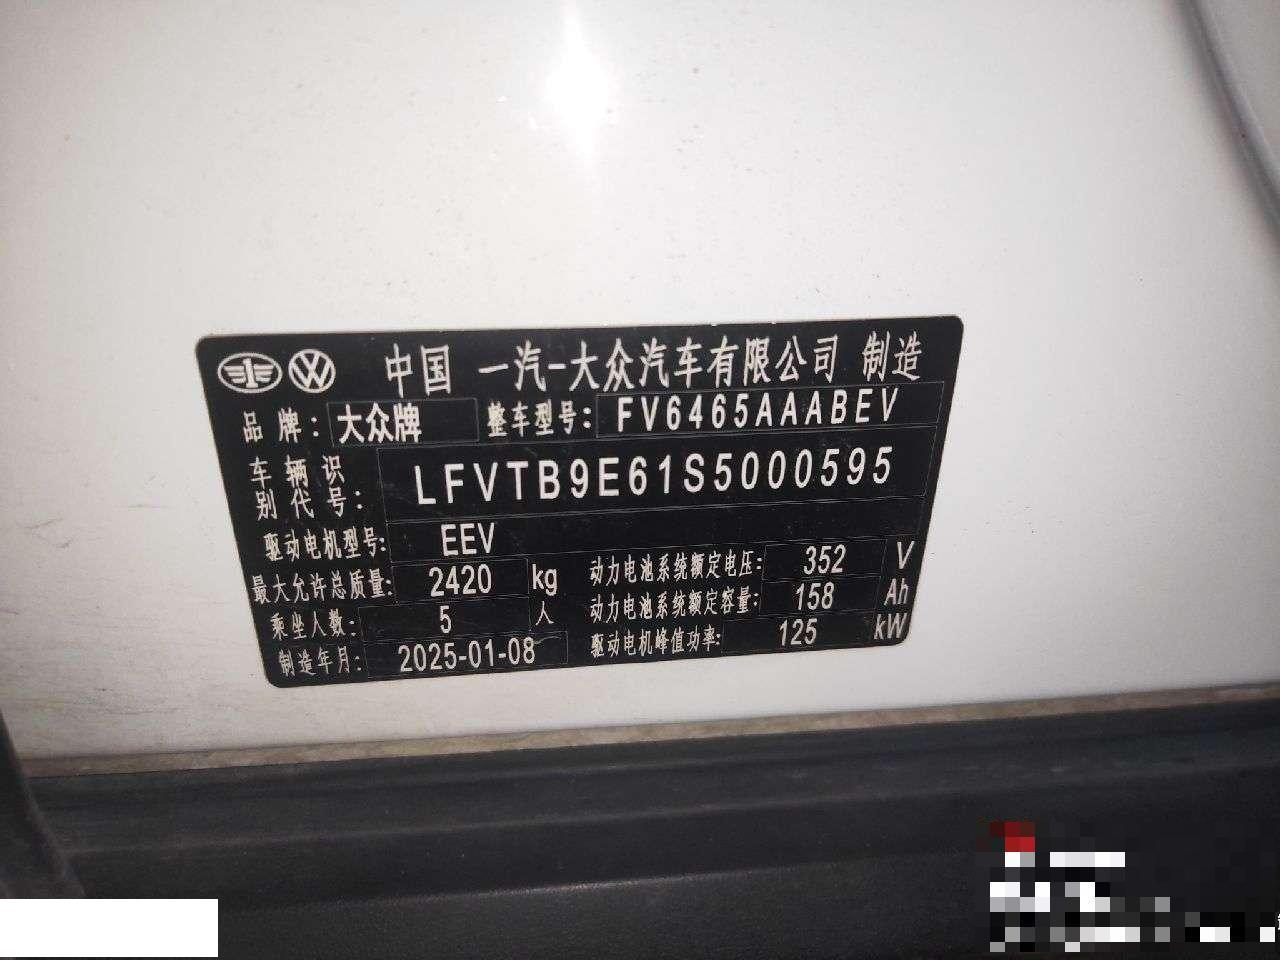 中国 一汽-大众汽车有限公司 制造
品牌: 大众牌 整车型号: FV6465AAABEV
车辆识别代号: LFVTB9E61S5000595
驱动电机型号: EEV
最大允许总质量: 2420 kg 动力电池系统额定电压: 352 V
乘坐人数: 5 人 动力电池系统额定容量: 158 Ah
制造年月: 2025-01-08 驱动电机峰值功率: 125 kW